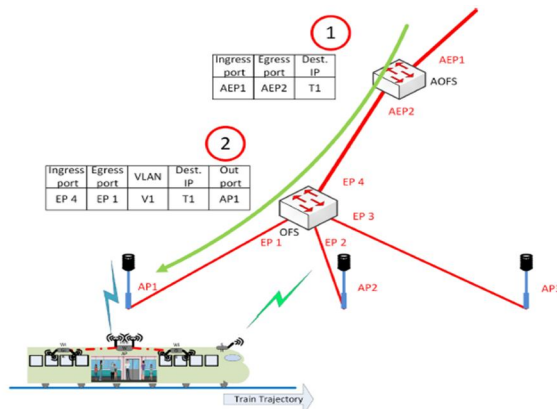 1
Ingress port Egress port Dest. IP
AEP1 AEP2 T1
AEP1
AOFS
AEP2
2
Ingress port Egress port VLAN Dest. IP Out port
EP 4 EP 1 V1 T1 AP1
EP 4
EP 3
OFS
EP 1
EP 2
AP1
AP2
Train Trajectory